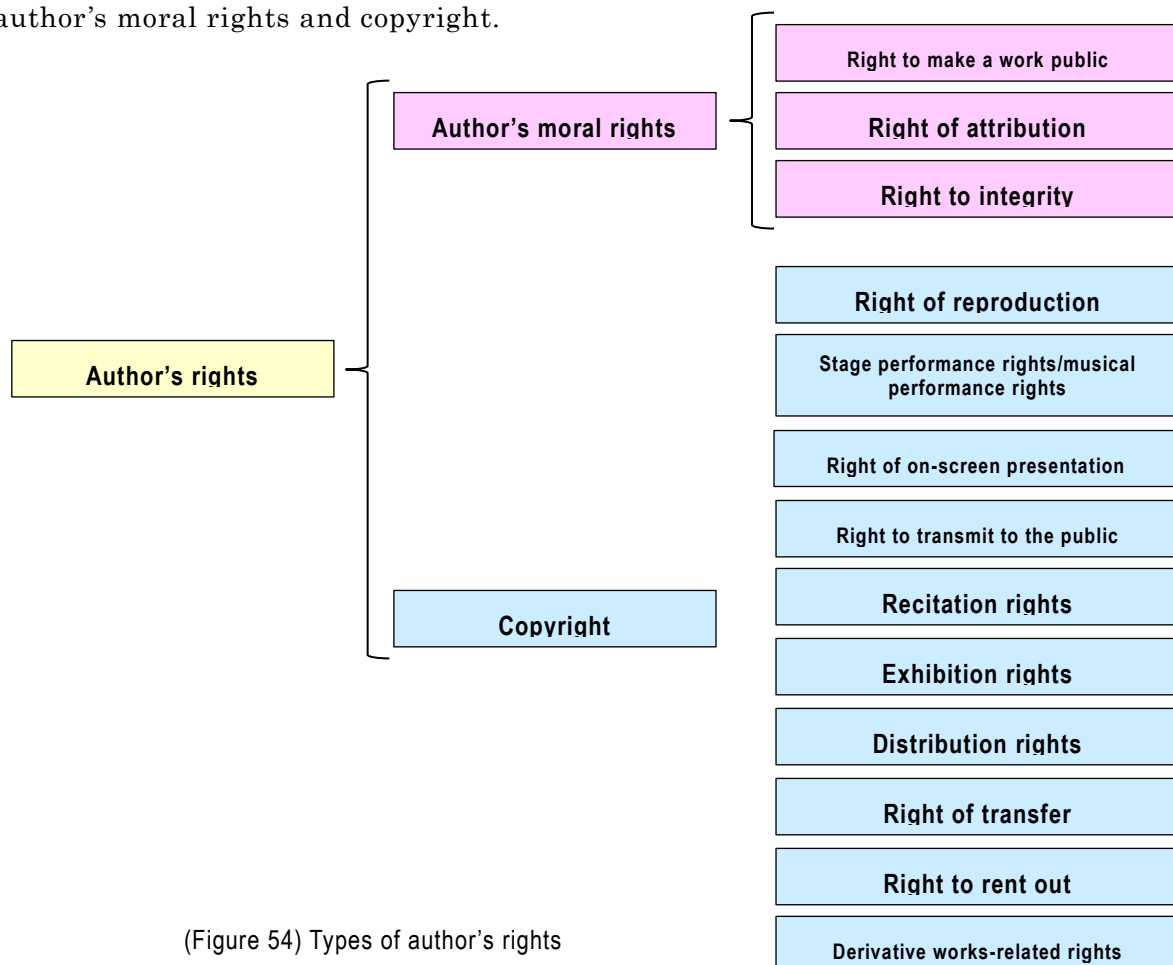 author's moral rights and copyright.
Right to make a work public
Author's moral rights
Right of attribution
Right to integrity
Right of reproduction
Author's rights
Stage performance rights/musical
performance rights
Right of on-screen presentation
Right to transmit to the public
Recitation rights
Copyright
Exhibition rights
Distribution rights
Right of transfer
Right to rent out
Derivative works-related rights
(Figure 54) Types of author's rights